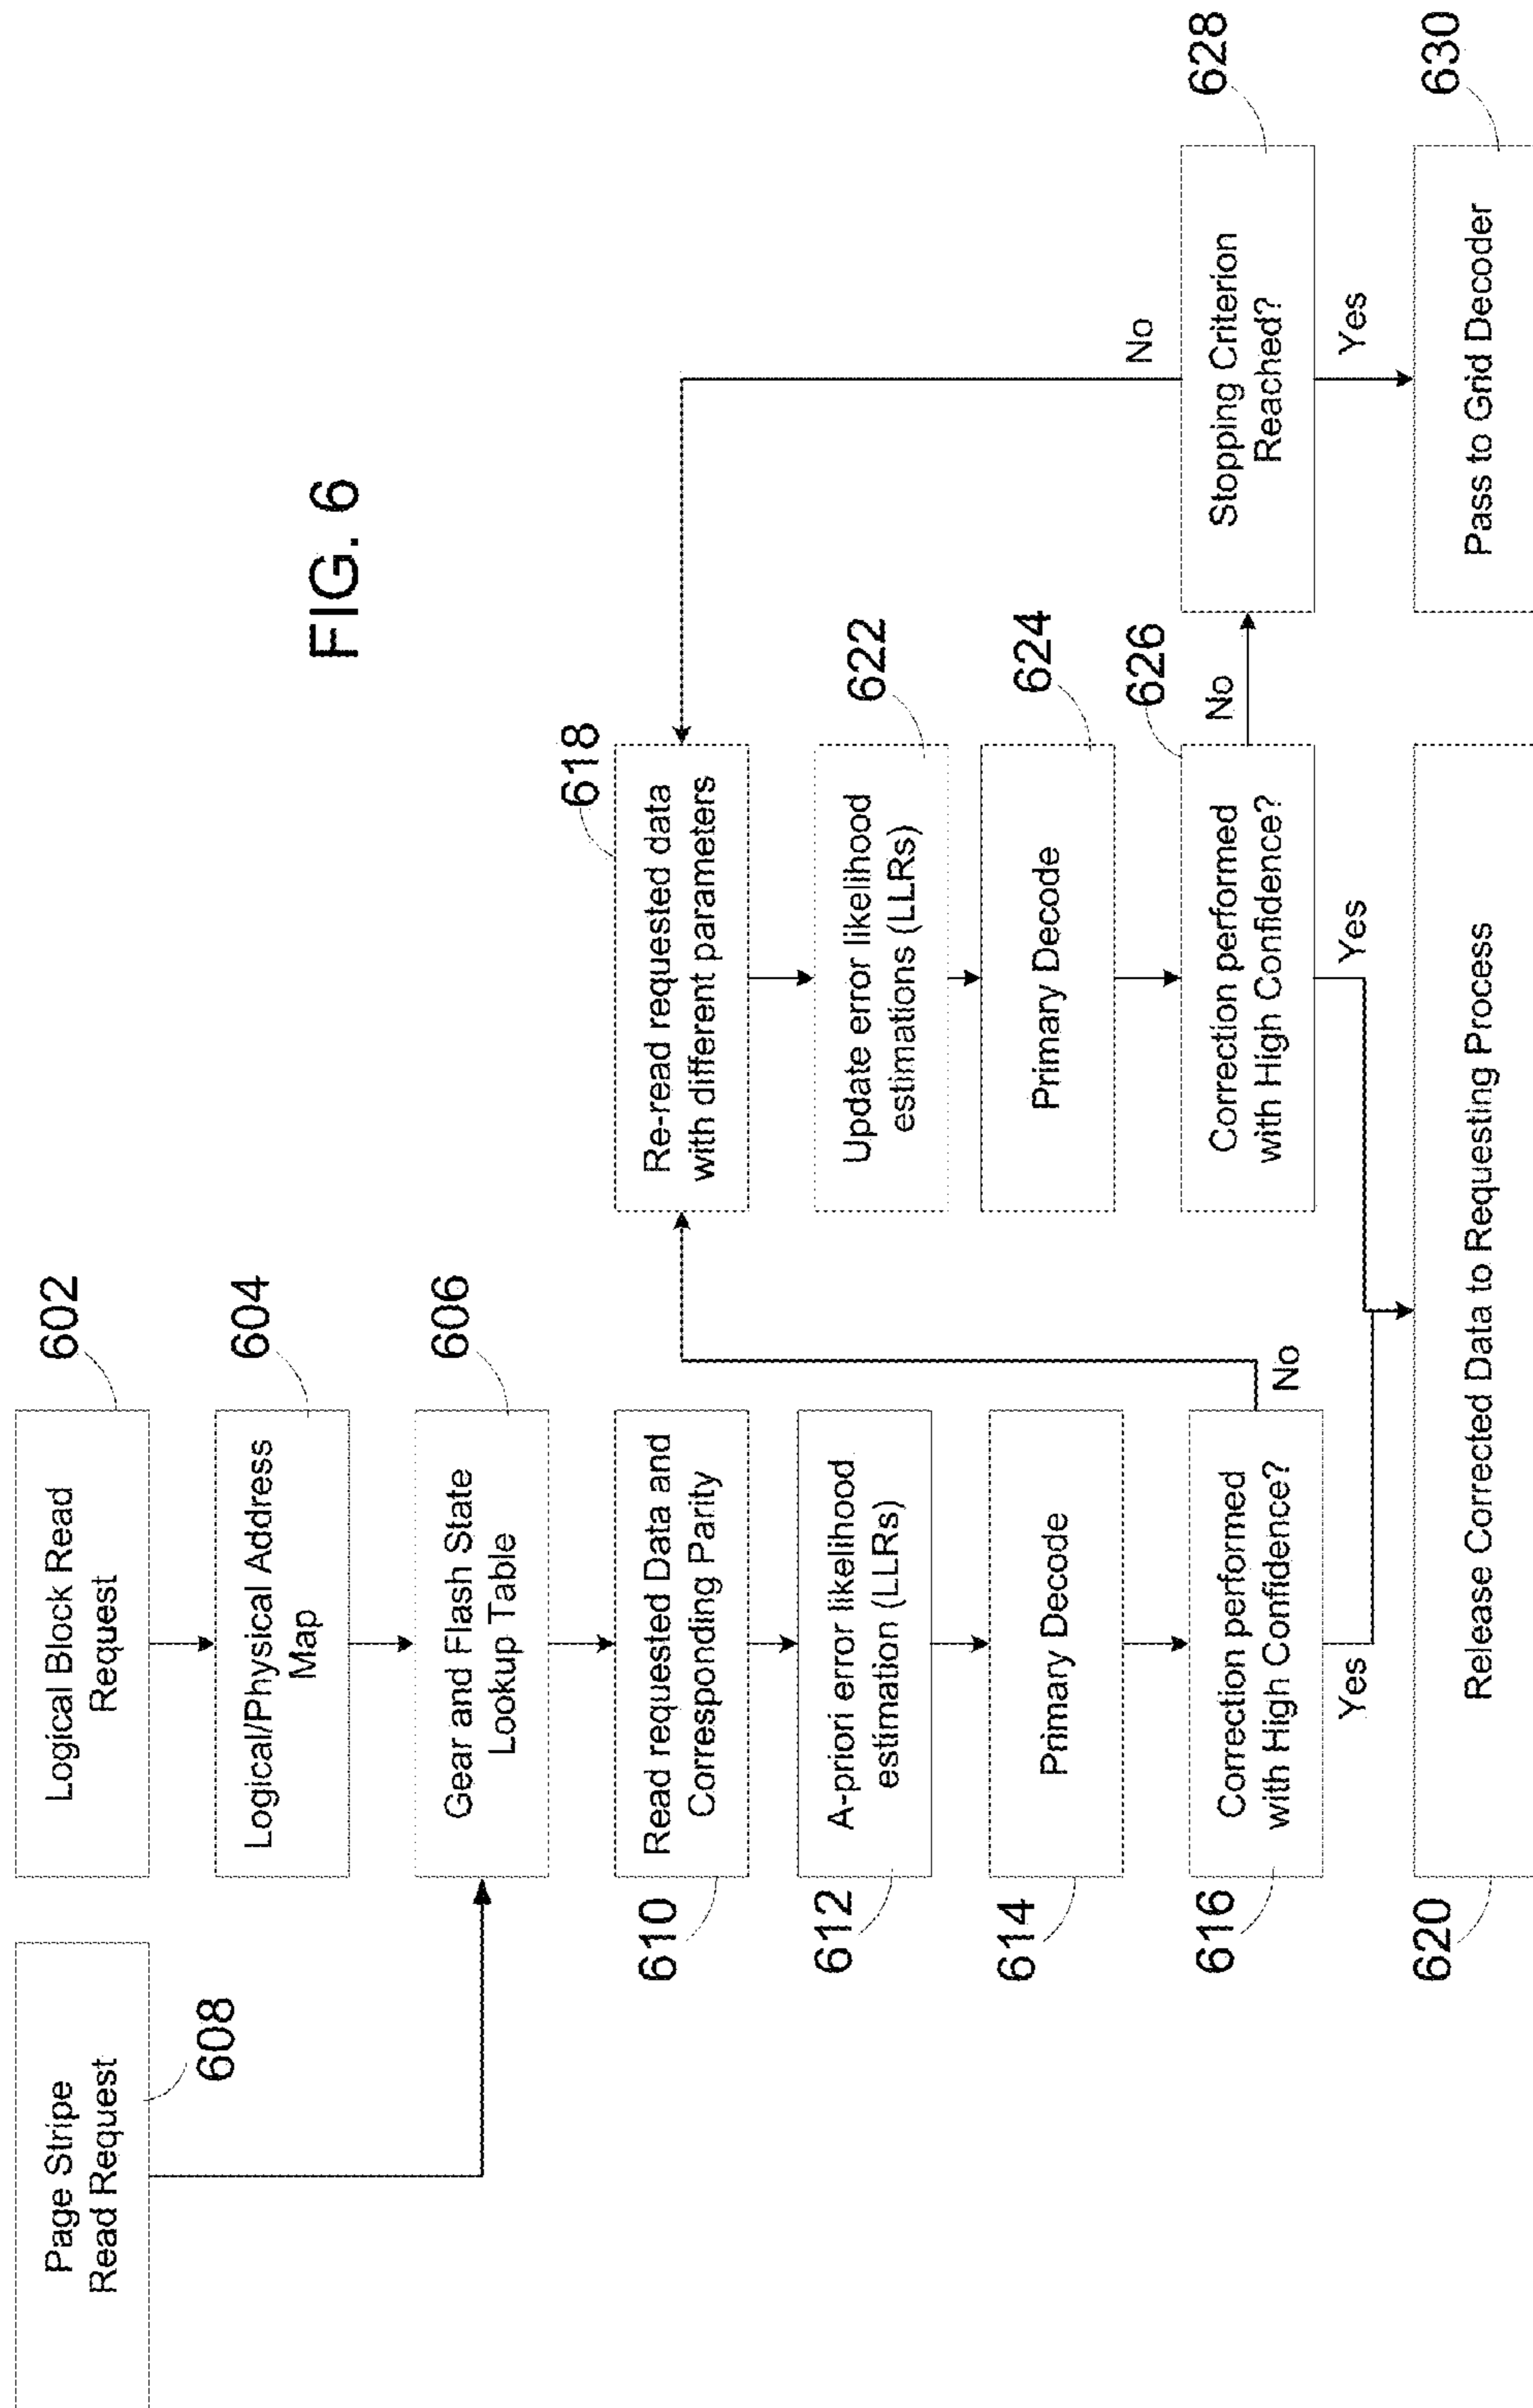 FIG. 6
Page Stripe
Read Request
608
Logical Block Read
Request
602
Logical/Physical Address
Map
604
Gear and Flash State
Lookup Table
606
Read requested Data and
Corresponding Parity
610
A-priori error likelihood
estimation (LLRs)
612
Primary Decode
614
Correction performed
with High Confidence?
616
Yes
No
Re-read requested data
with different parameters
618
Update error likelihood
estimations (LLRs)
622
Primary Decode
624
Correction performed
with High Confidence?
626
No
Yes
Stopping Criterion
Reached?
628
No
Yes
Release Corrected Data to Requesting Process
620
Pass to Grid Decoder
630